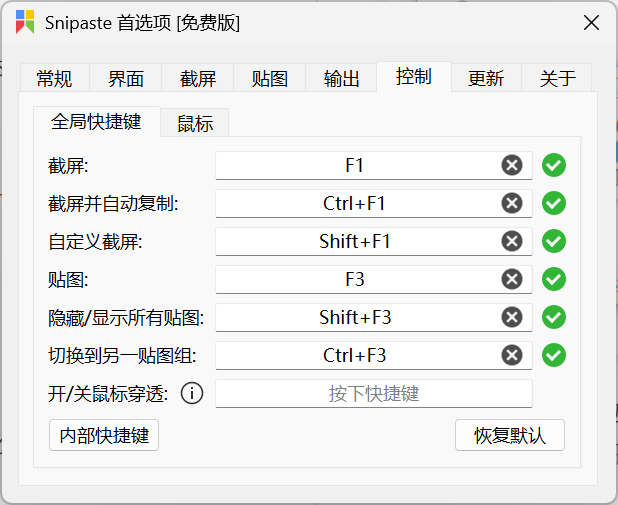 Snipaste 首选项 [免费版]
常规 界面 截屏 贴图 输出 控制 更新 关于
全局快捷键 鼠标
截屏: F1
截屏并自动复制: Ctrl+F1
自定义截屏: Shift+F1
贴图: F3
隐藏/显示所有贴图: Shift+F3
切换到另一贴图组: Ctrl+F3
开/关鼠标穿透: 按下快捷键
内部快捷键 恢复默认